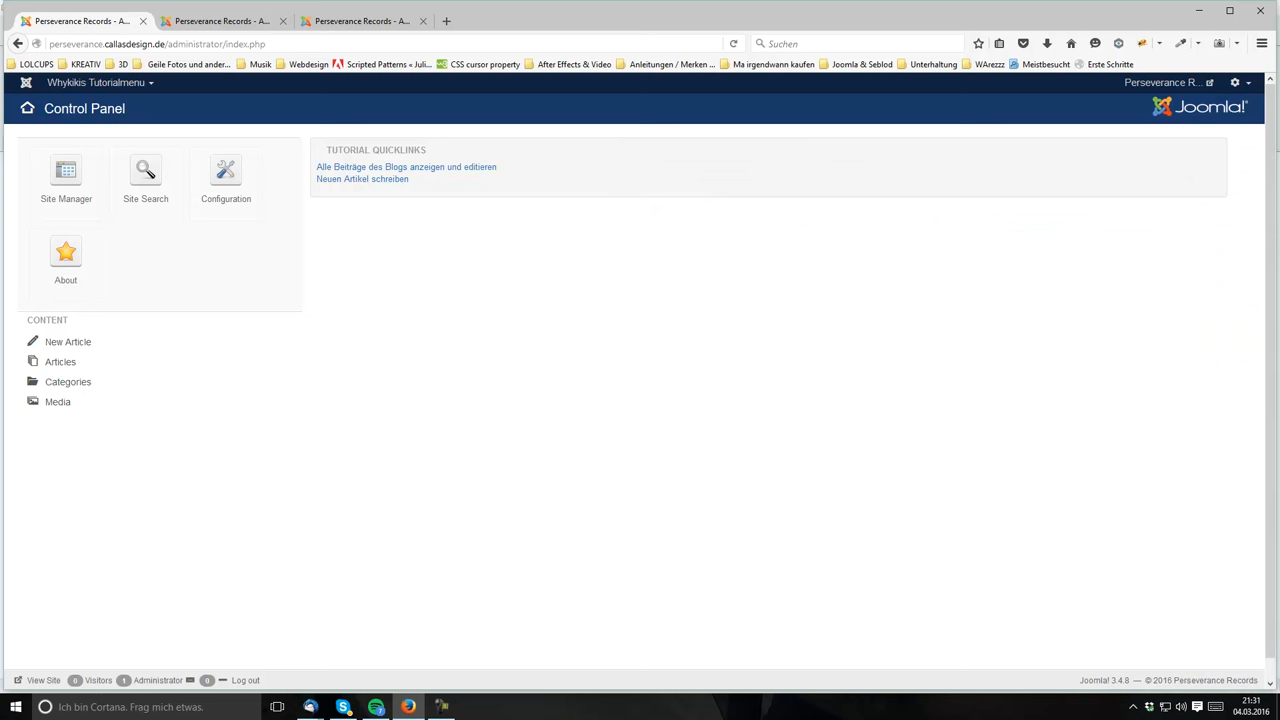 Perseverance Records - A...
Perseverance Records - A...
Perseverance Records - A...
perseverance.callasdesign.de/administrator/index.php
Suchen
LOLCUPS
KREATIV
3D
Geile Fotos und ander...
Musik
Webdesign
Scripted Patterns « Juli...
CSS cursor property
After Effects & Video
Anleitungen / Merken ...
Ma irgendwann kaufen
Joomla & Seblod
Unterhaltung
WArezzz
Meistbesucht
Erste Schritte
Whykikis Tutorialmenu
Perseverance R...
Control Panel
Joomla!®
Site Manager
Site Search
Configuration
About
TUTORIAL QUICKLINKS
Alle Beiträge des Blogs anzeigen und editieren
Neuen Artikel schreiben
CONTENT
New Article
Articles
Categories
Media
View Site
0 Visitors
1 Administrator
0
Log out
Joomla! 3.4.8 — © 2016 Perseverance Records
Ich bin Cortana. Frag mich etwas.
21:31
04.03.2016